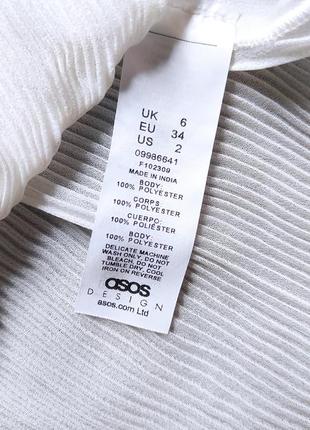 UK 6
EU 34
US 2
09986641
F102309
MADE IN INDIA
BODY:
100% POLYESTER
CORPS
100% POLYESTER
CUERPO:
100% POLIÉSTER
BODY:
100% POLYESTER
DELICATE MACHINE
WASH ONLY, DO NOT
BLEACH, DO NOT
TUMBLE DRY, COOL
IRON ON REVERSE
asos
DESIGN
asos.com Ltd